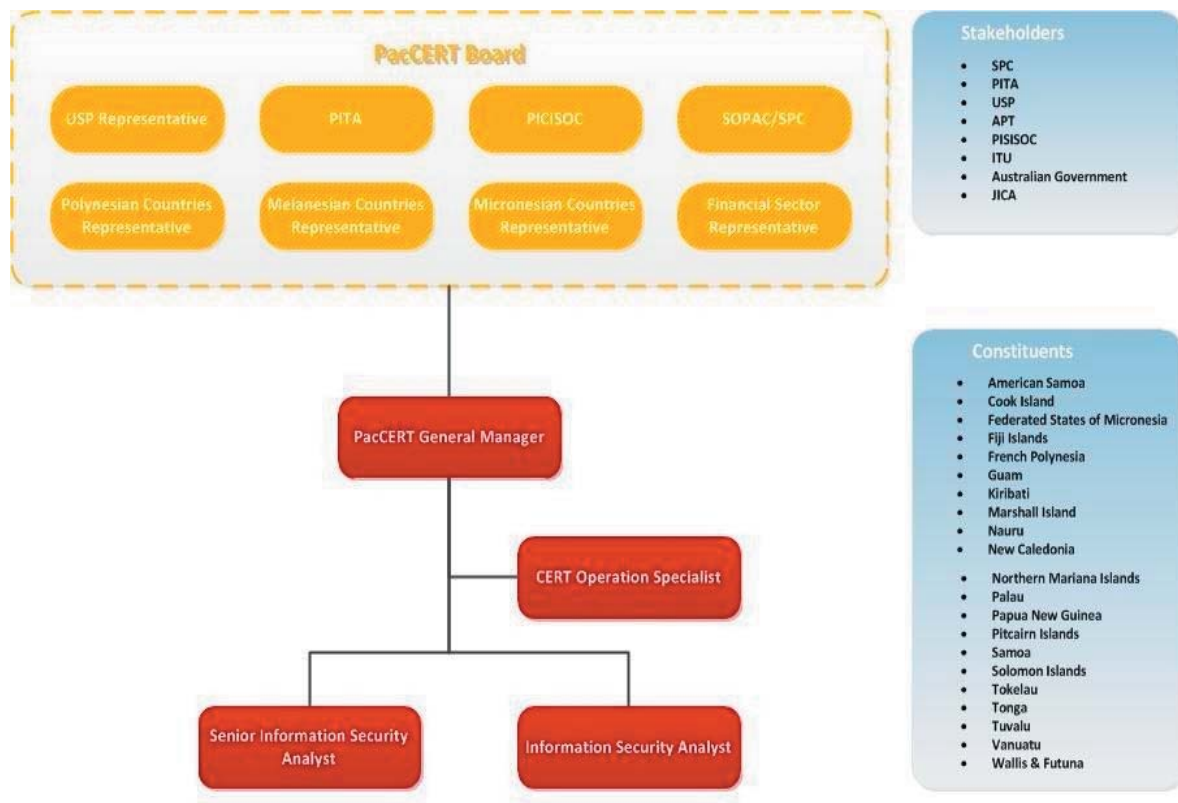 PacCERT Board
USP Representative
PITA
PICISOC
SOPAC/SPC
Polynesian Countries
Representative
Melanesian Countries
Representative
Micronesian Countries
Representative
Financial Sector
Representative
PacCERT General Manager
CERT Operation Specialist
Senior Information Security
Analyst
Information Security Analyst
Stakeholders
• SPC
• PITA
• USP
• APT
• PISISOC
• ITU
• Australian Government
• JICA
Constituents
• American Samoa
• Cook Island
• Federated States of Micronesia
• Fiji Islands
• French Polynesia
• Guam
• Kiribati
• Marshall Island
• Nauru
• New Caledonia
• Northern Mariana Islands
• Palau
• Papua New Guinea
• Pitcairn Islands
• Samoa
• Solomon Islands
• Tokelau
• Tonga
• Tuvalu
• Vanuatu
• Wallis & Futuna